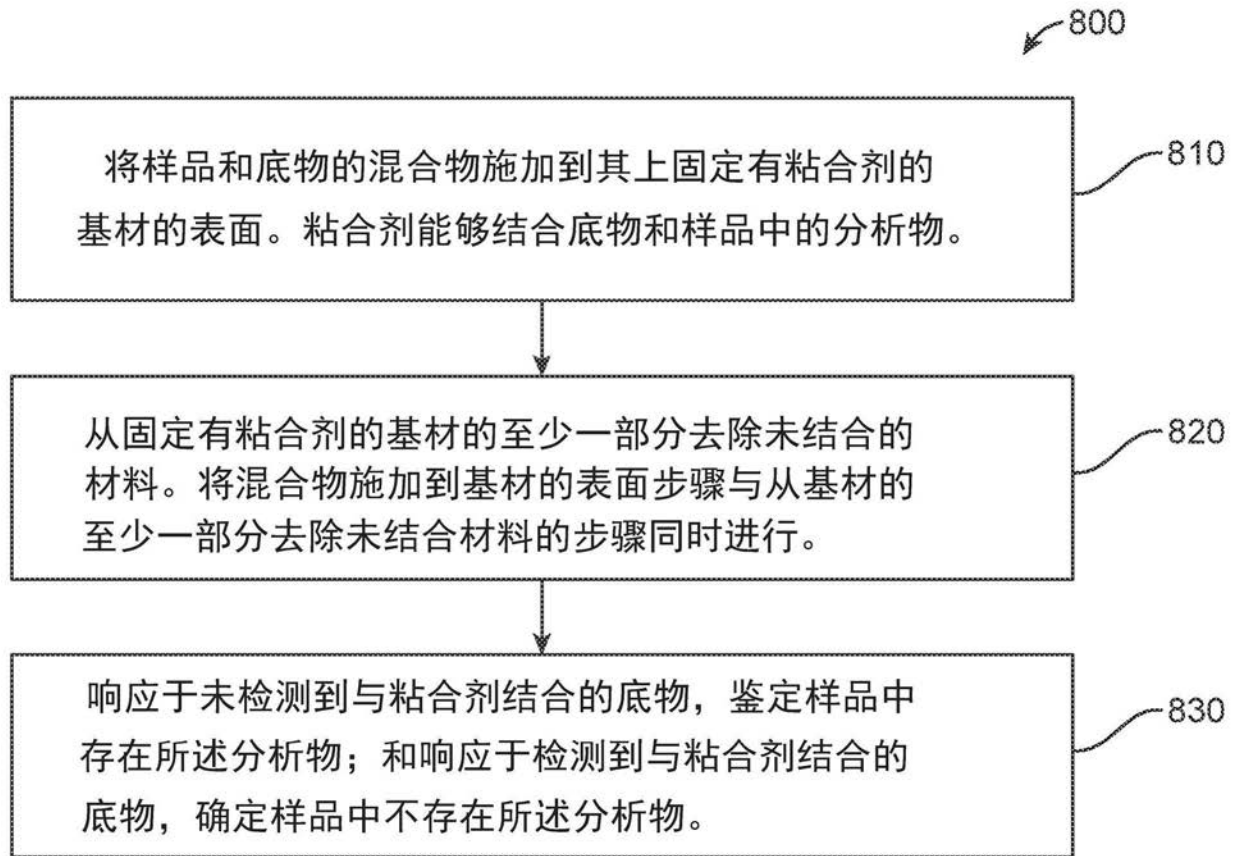 800
将样品和底物的混合物施加到其上固定有粘合剂的
基材的表面。粘合剂能够结合底物和样品中的分析物。
810
从固定有粘合剂的基材的至少一部分去除未结合的
材料。将混合物施加到基材的表面步骤与从基材的
至少一部分去除未结合材料的步骤同时进行。
820
响应于未检测到与粘合剂结合的底物，鉴定样品中
存在所述分析物；和响应于检测到与粘合剂结合的
底物，确定样品中不存在所述分析物。
830